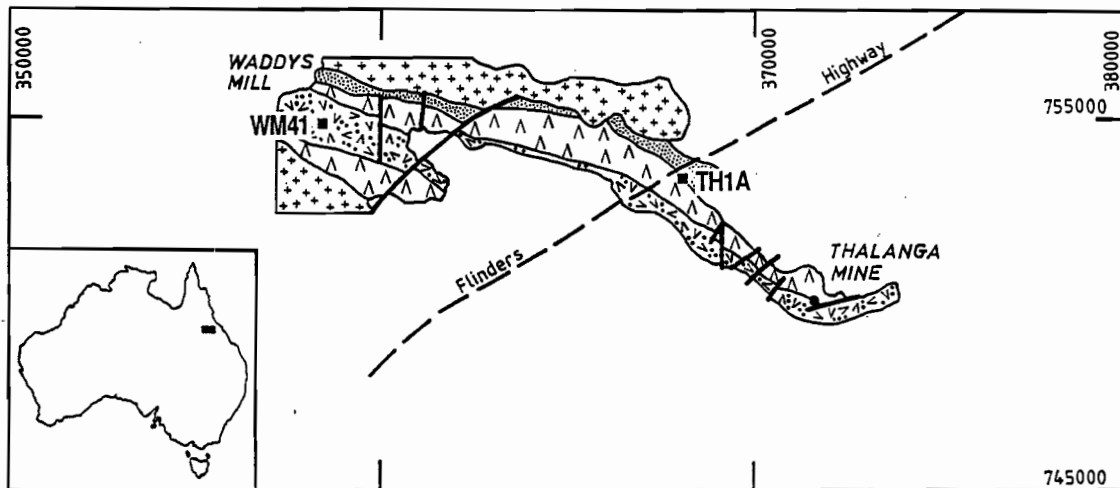 350000
370000
380000
WADDYS
MILL
Highway
755000
WM41
TH1A
THALANGA
MINE
Flinders
745000